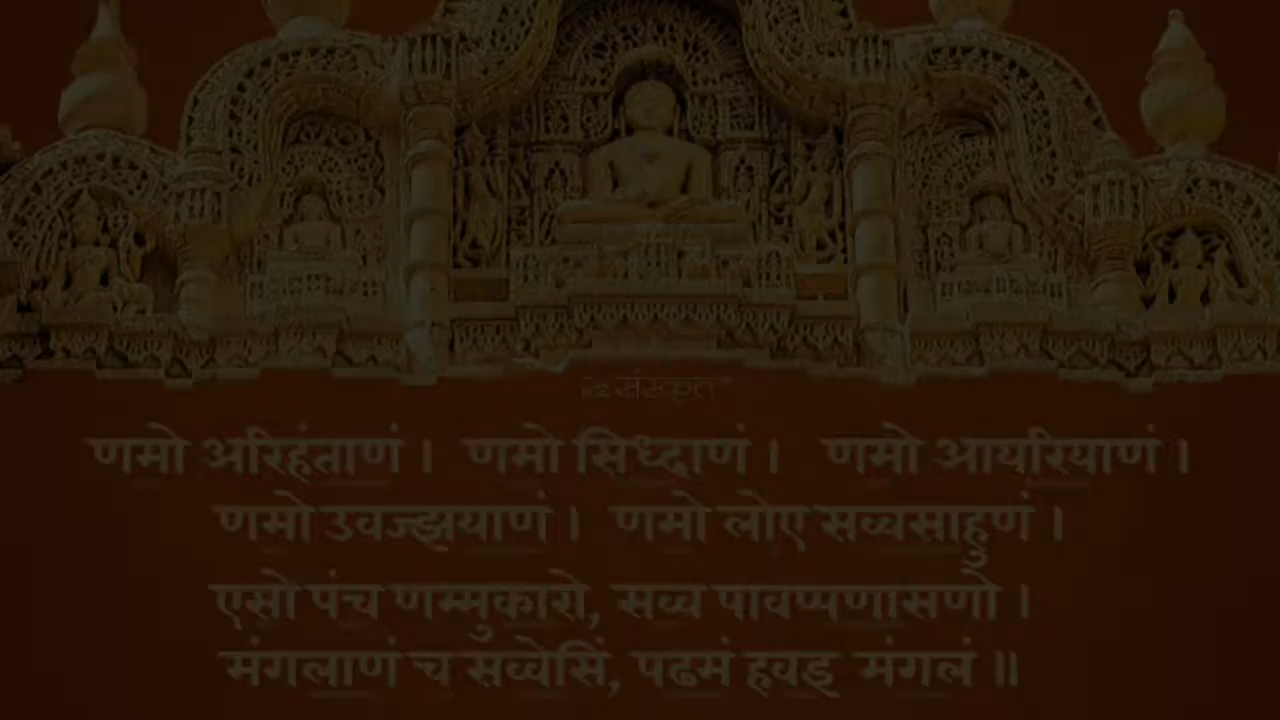 संस्कृत
णमो अरिहंताणं । णमो सिध्दाणं । णमो आयरियाणं ।
णमो उवज्झयाणं । णमो लोए सव्वसाहुणं ।
एसो पंच णम्मुकारो, सव्व पावप्पणासणो ।
मंगलाणं च सव्वेसिं, पढमं हवइ मंगलं ॥